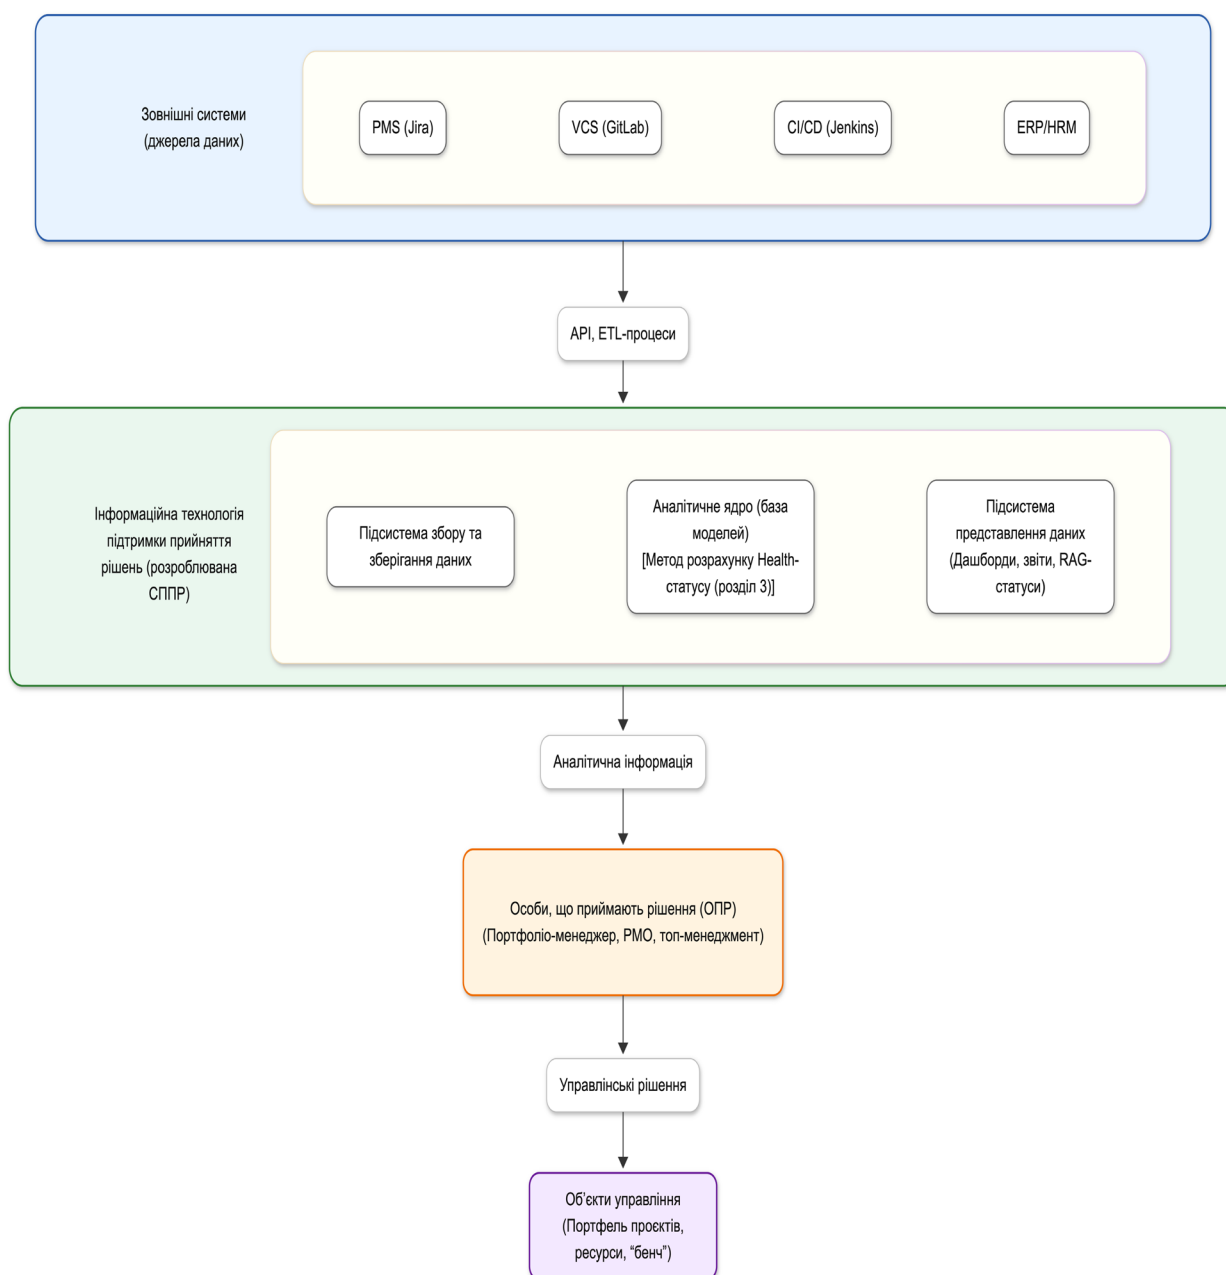 Зовнішні системи
(джерела даних)
PMS (Jira)
VCS (GitLab)
CI/CD (Jenkins)
ERP/HRM
API, ETL-процеси
Інформаційна технологія
підтримки прийняття
рішень (розроблювана
СППР)
Підсистема збору та
зберігання даних
Аналітичне ядро (база
моделей)
[Метод розрахунку Health-
статусу (розділ 3)]
Підсистема
представлення даних
(Дашборди, звіти, RAG-
статуси)
Аналітична інформація
Особи, що приймають рішення (ОПР)
(Портфоліо-менеджер, PMO, топ-менеджмент)
Управлінські рішення
Об’єкти управління
(Портфель проєктів,
ресурси, “бенч”)